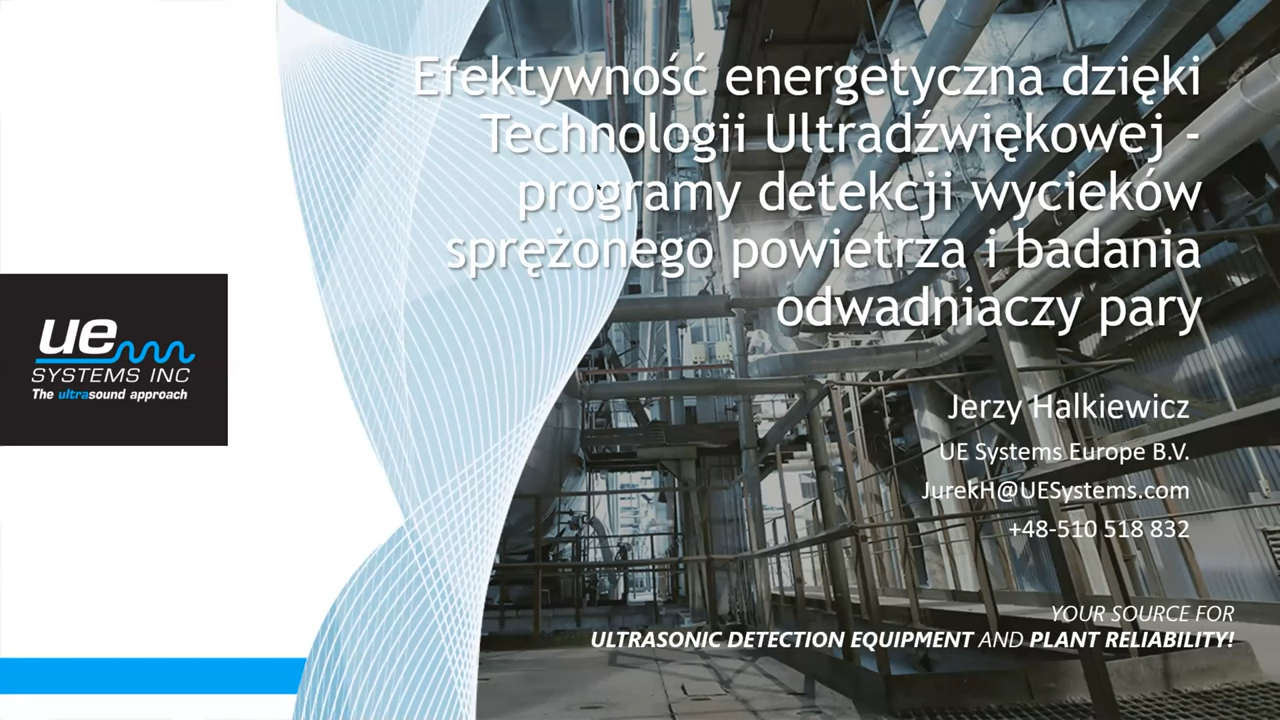 Efektywność energetyczna dzięki
Technologii Ultradźwiękowej -
programy detekcji wycieków
sprężonego powietrza i badania
odwadniaczy pary
ue
SYSTEMS INC
The ultrasound approach
Jerzy Halkiewicz
UE Systems Europe B.V.
JurekH@UESystems.com
+48-510 518 832
YOUR SOURCE FOR
ULTRASONIC DETECTION EQUIPMENT AND PLANT RELIABILITY!